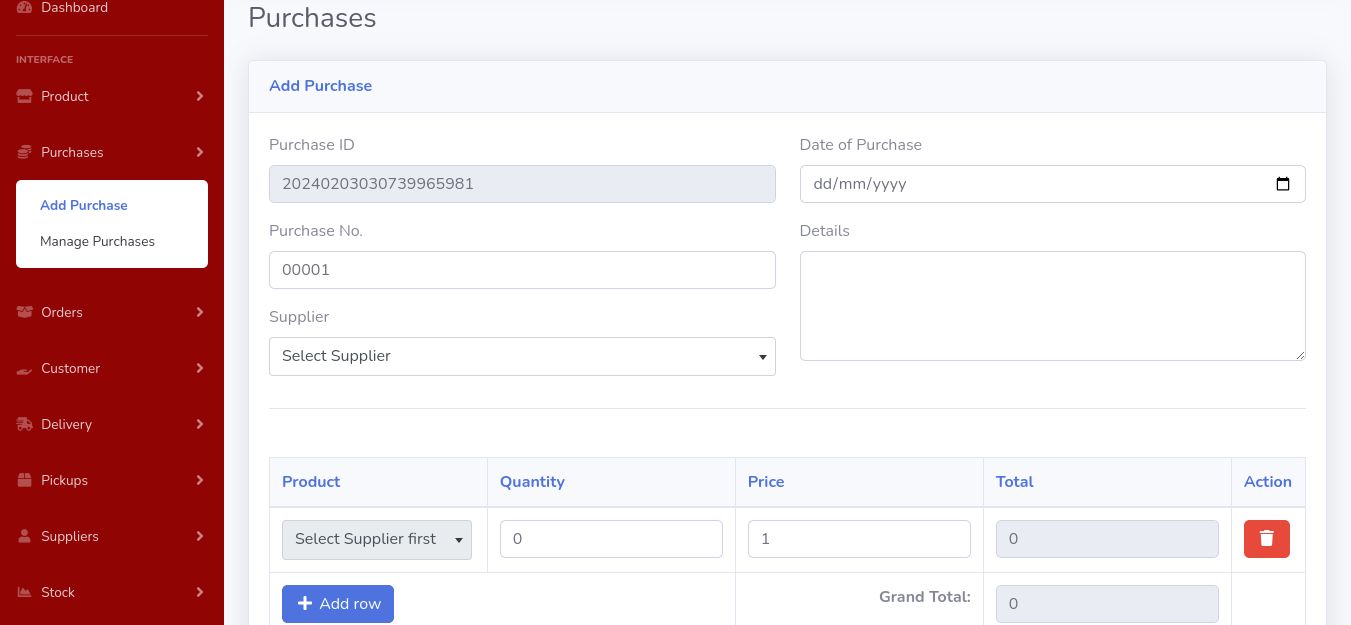 Dashboard
INTERFACE
Product
Purchases
Add Purchase
Manage Purchases
Orders
Customer
Delivery
Pickups
Suppliers
Stock
Purchases
Add Purchase
Purchase ID
20240203030739965981
Purchase No.
00001
Supplier
Select Supplier
Date of Purchase
dd/mm/yyyy
Details
Product Quantity Price Total Action
Select Supplier first 0 1 0
Add row Grand Total: 0